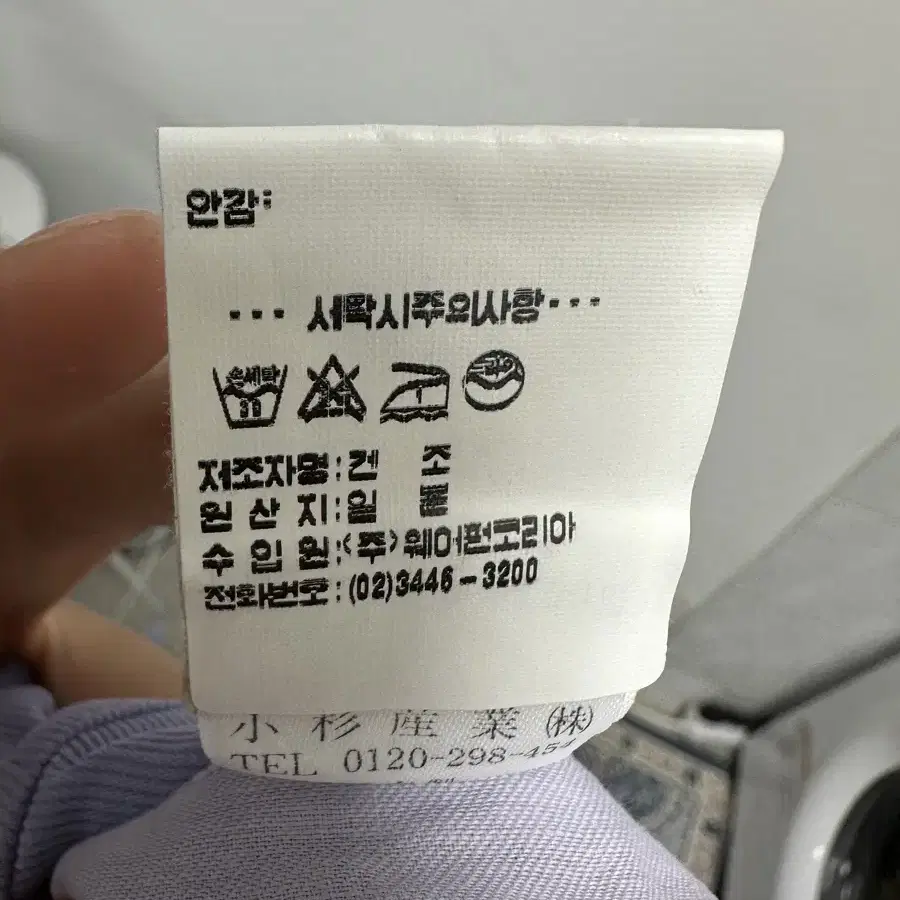 안감:
··· 세탁시주의사항···
손세탁
제조자명:겐 조
원 산 지:일 본
수 입 원:(주)웨어펀코리아
전화번호:(02)3446-3200
小 杉 産 業 (株)
TEL 0120-298-454